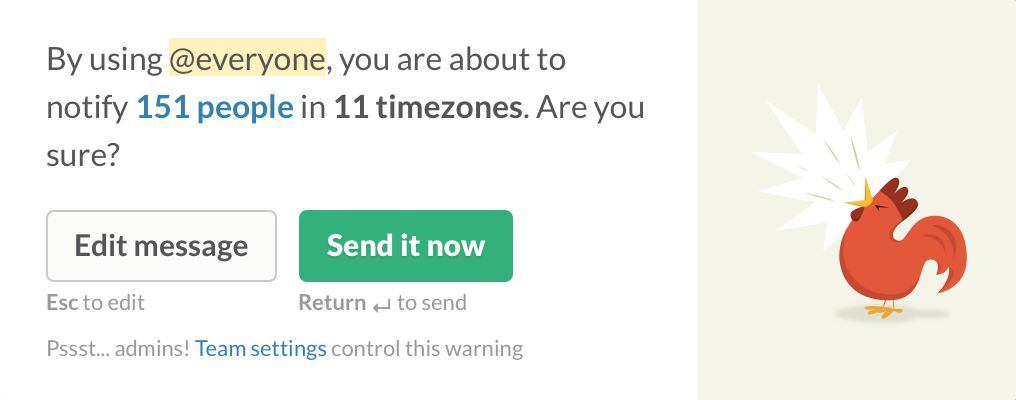 By using @everyone, you are about to
notify 151 people in 11 timezones. Are you
sure?
Edit message
Send it now
Esc to edit
Return ↵ to send
Pssst... admins! Team settings control this warning